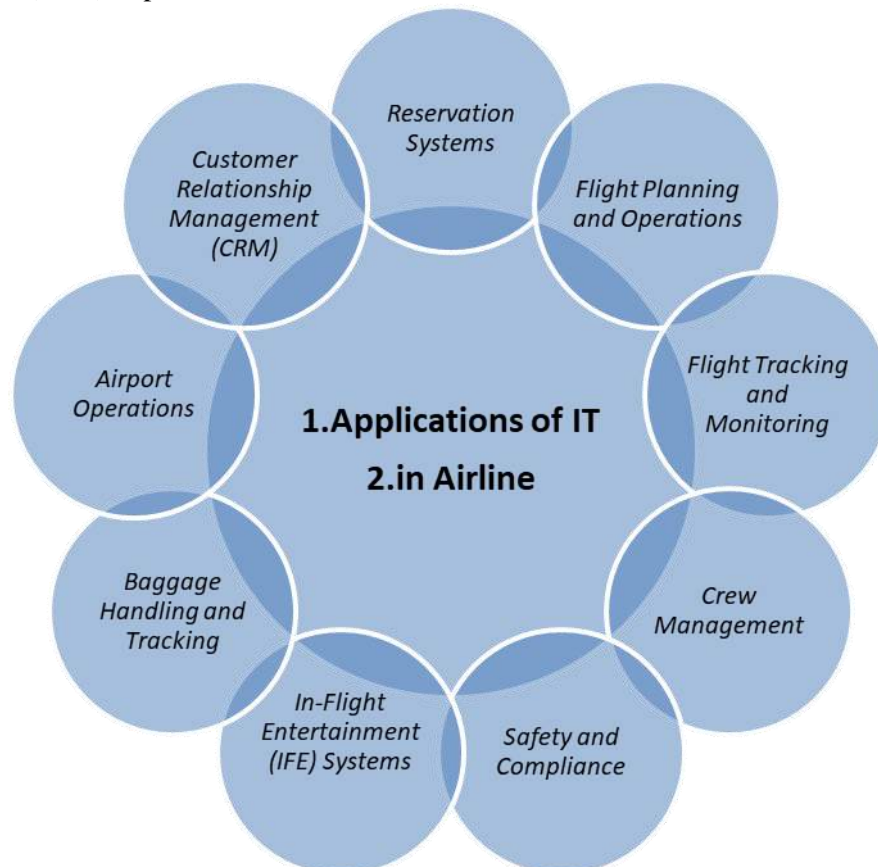 Reservation
Systems
Flight Planning
and Operations
Flight Tracking
and
Monitoring
Crew
Management
Safety and
Compliance
In-Flight
Entertainment
(IFE) Systems
Baggage
Handling and
Tracking
Airport
Operations
Customer
Relationship
Management
(CRM)
1.Applications of IT
2.in Airline